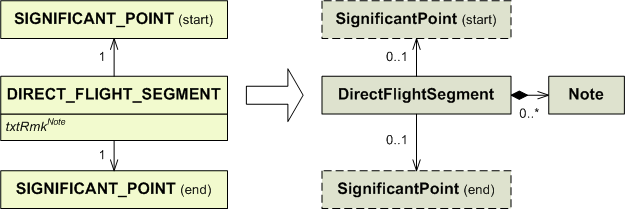 SIGNIFICANT_POINT (start)
1
DIRECT_FLIGHT_SEGMENT
txtRmkNote
1
SIGNIFICANT_POINT (end)
SignificantPoint (start)
0..1
DirectFlightSegment
0..*
Note
0..1
SignificantPoint (end)